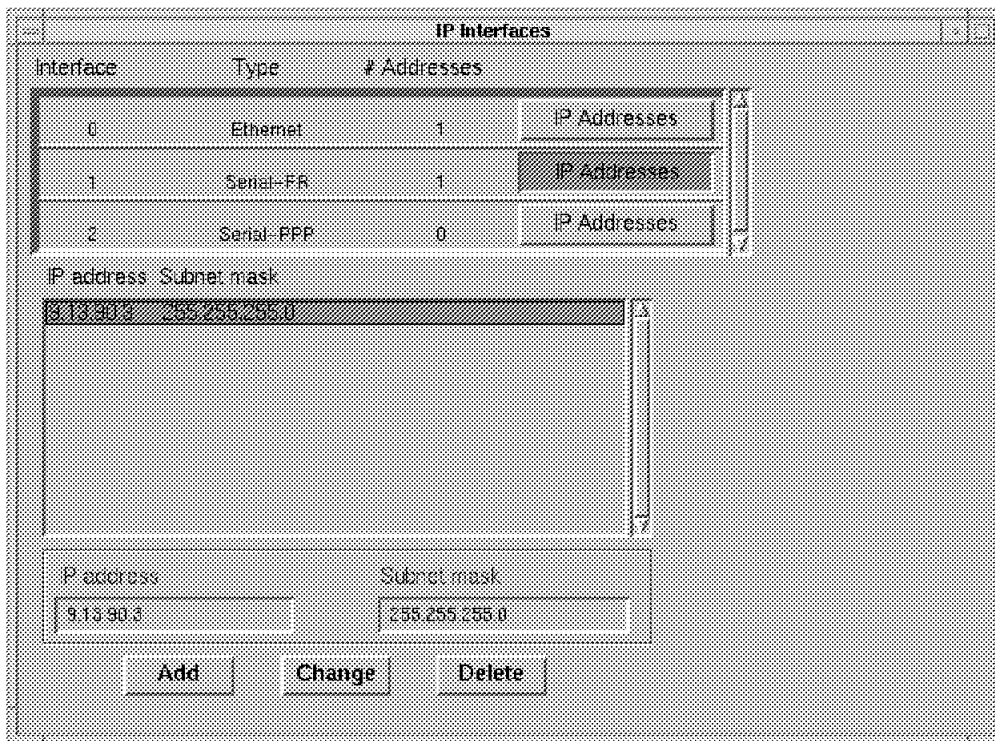 IP Interfaces
Interface Type # Addresses
0 Ethernet 1 IP Addresses
1 Serial-FR 1 IP Addresses
2 Serial-PPP 0 IP Addresses
IP address Subnet mask
9.13.90.3 255.255.255.0
IP address Subnet mask
9.13.90.3 255.255.255.0
Add Change Delete